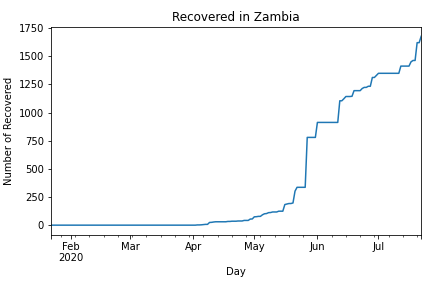 Recovered in Zambia
Number of Recovered
1750
1500
1250
1000
750
500
250
0
Feb
2020
Mar
Apr
May
Jun
Jul
Day